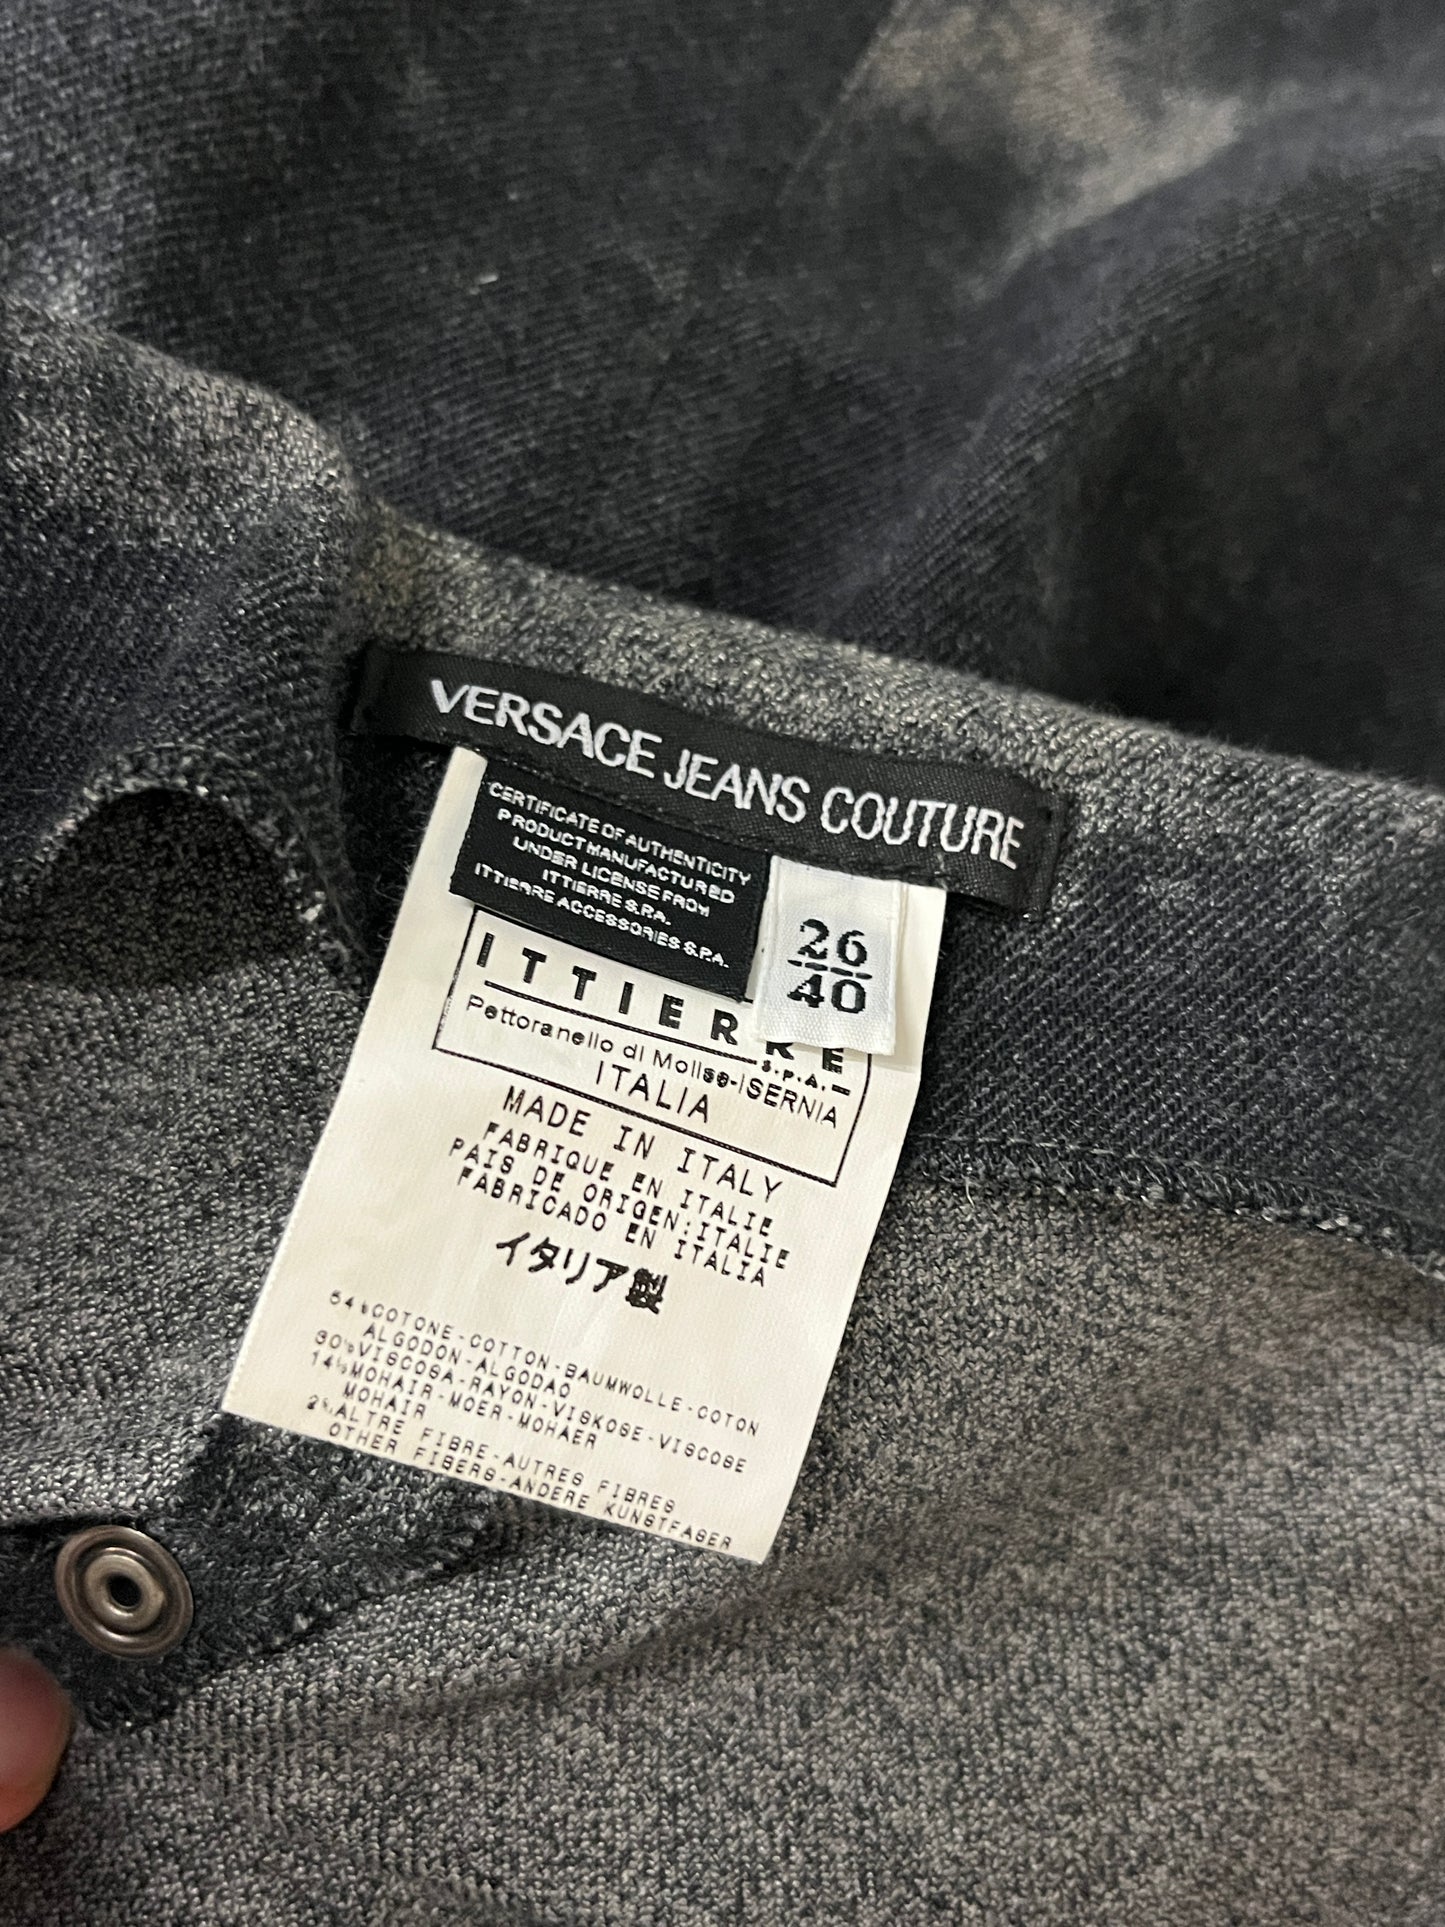 VERSACE JEANS COUTURE
CERTIFICATE OF AUTHENTICITY
PRODUCT MANUFACTURED
UNDER LICENSE FROM
ITTIERRE S.P.A.
ITTIERRE ACCESSORIES S.P.A.
26
40
ITTIERRE
S.p.A.
Pettoranello di Molise-ISERNIA
ITALIA
MADE IN ITALY
FABRIQUE EN ITALIE
PAIS DE ORIGEN:ITALIE
FABRICADO EN ITALIA
イタリア製
54%COTONE-COTTON-BAUMWOLLE-COTON
ALGODON-ALGODAO
30%VISCOSA-RAYON-VISKOSE-VISCOSE
14%MOHAIR-MOER-MOHAER
MOHAIR
2%ALTRE FIBRE-AUTRES FIBRES
OTHER FIBERS-ANDERE KUNSTFASER